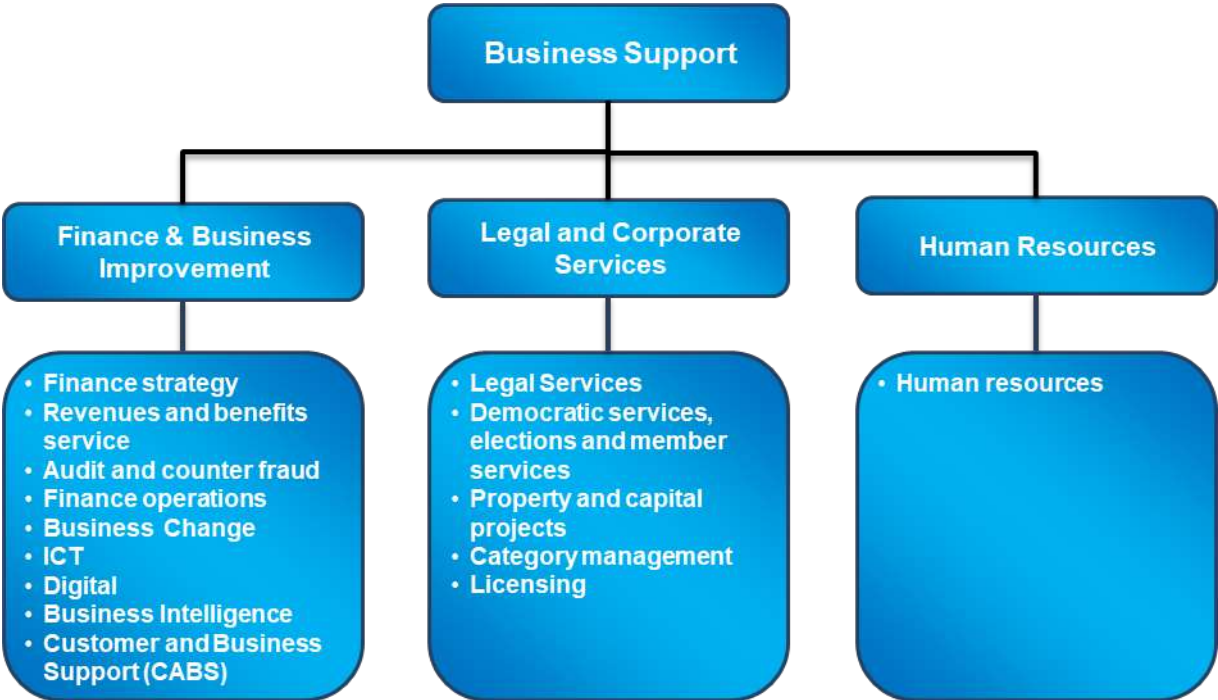 Business Support
Finance & Business
Improvement
Legal and Corporate
Services
Human Resources
• Finance strategy
• Revenues and benefits
service
• Audit and counter fraud
• Finance operations
• Business Change
• ICT
• Digital
• Business Intelligence
• Customer and Business
Support (CABS)
• Legal Services
• Democratic services,
elections and member
services
• Property and capital
projects
• Category management
• Licensing
• Human resources